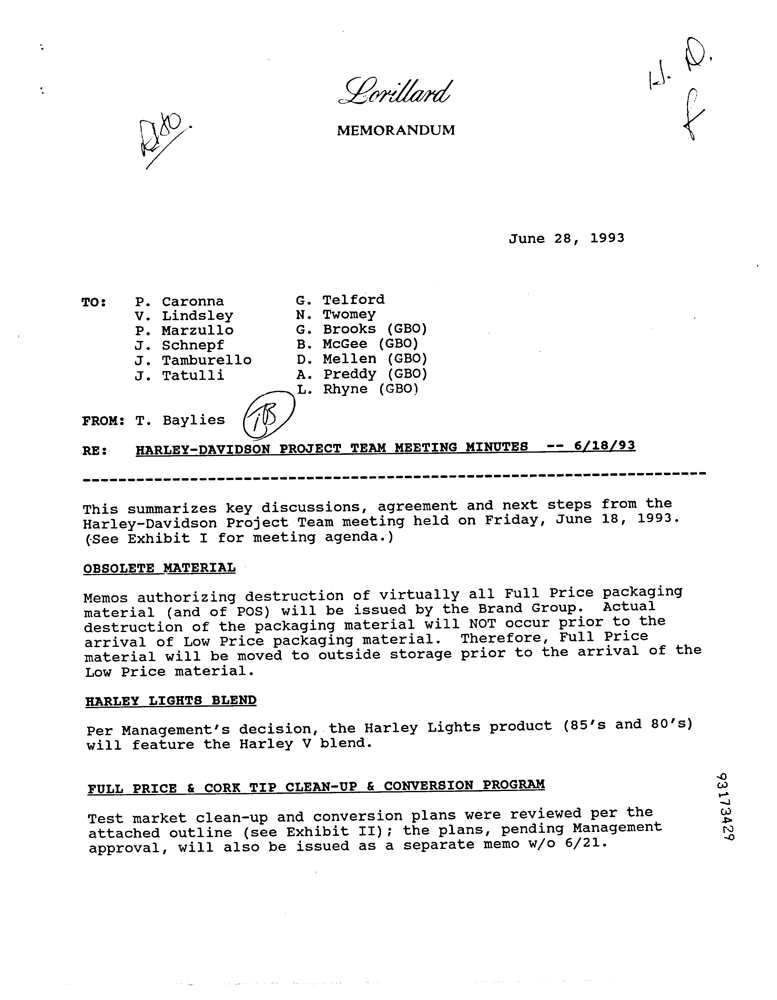 H. D.
f
Lorillard
MEMORANDUM
June 28, 1993
TO: P. Caronna G. Telford
V. Lindsley N. Twomey
P. Marzullo G. Brooks (GBO)
J. Schnepf B. McGee (GBO)
J. Tamburello D. Mellen (GBO)
J. Tatulli A. Preddy (GBO)
L. Rhyne (GBO)
FROM: T. Baylies TB
RE: HARLEY-DAVIDSON PROJECT TEAM MEETING MINUTES -- 6/18/93
This summarizes key discussions, agreement and next steps from the
Harley-Davidson Project Team meeting held on Friday, June 18, 1993.
(See Exhibit I for meeting agenda.)
OBSOLETE MATERIAL
Memos authorizing destruction of virtually all Full Price packaging
material (and of POS) will be issued by the Brand Group. Actual
destruction of the packaging material will NOT occur prior to the
arrival of Low Price packaging material. Therefore, Full Price
material will be moved to outside storage prior to the arrival of the
Low Price material.
HARLEY LIGHTS BLEND
Per Management's decision, the Harley Lights product (85's and 80's)
will feature the Harley V blend.
FULL PRICE & CORK TIP CLEAN-UP & CONVERSION PROGRAM
Test market clean-up and conversion plans were reviewed per the
attached outline (see Exhibit II); the plans, pending Management
approval, will also be issued as a separate memo w/o 6/21.
93173429